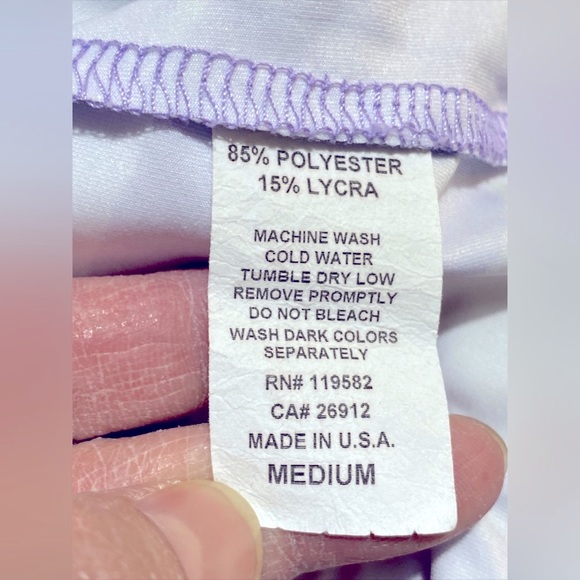 85% POLYESTER
15% LYCRA
MACHINE WASH
COLD WATER
TUMBLE DRY LOW
REMOVE PROMPTLY
DO NOT BLEACH
WASH DARK COLORS
SEPARATELY
RN# 119582
CA# 26912
MADE IN U.S.A.
MEDIUM